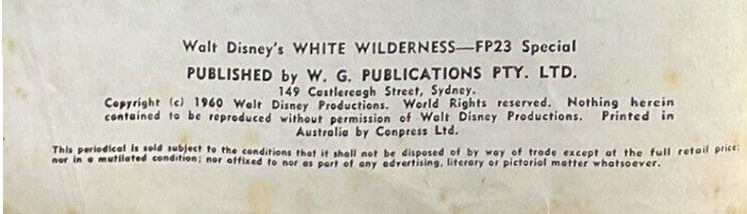 Walt Disney's WHITE WILDERNESS—FP23 Special
PUBLISHED by W. G. PUBLICATIONS PTY. LTD.
149 Castlereagh Street, Sydney.
Copyright (c) 1960 Walt Disney Productions. World Rights reserved. Nothing herein
contained to be reproduced without permission of Walt Disney Productions. Printed in
Australia by Conpress Ltd.
This periodical is sold subject to the conditions that it shall not be disposed of by way of trade except at the full retail price;
nor in a mutilated condition; nor affixed to nor as part of any advertising, literary or pictorial matter whatsoever.